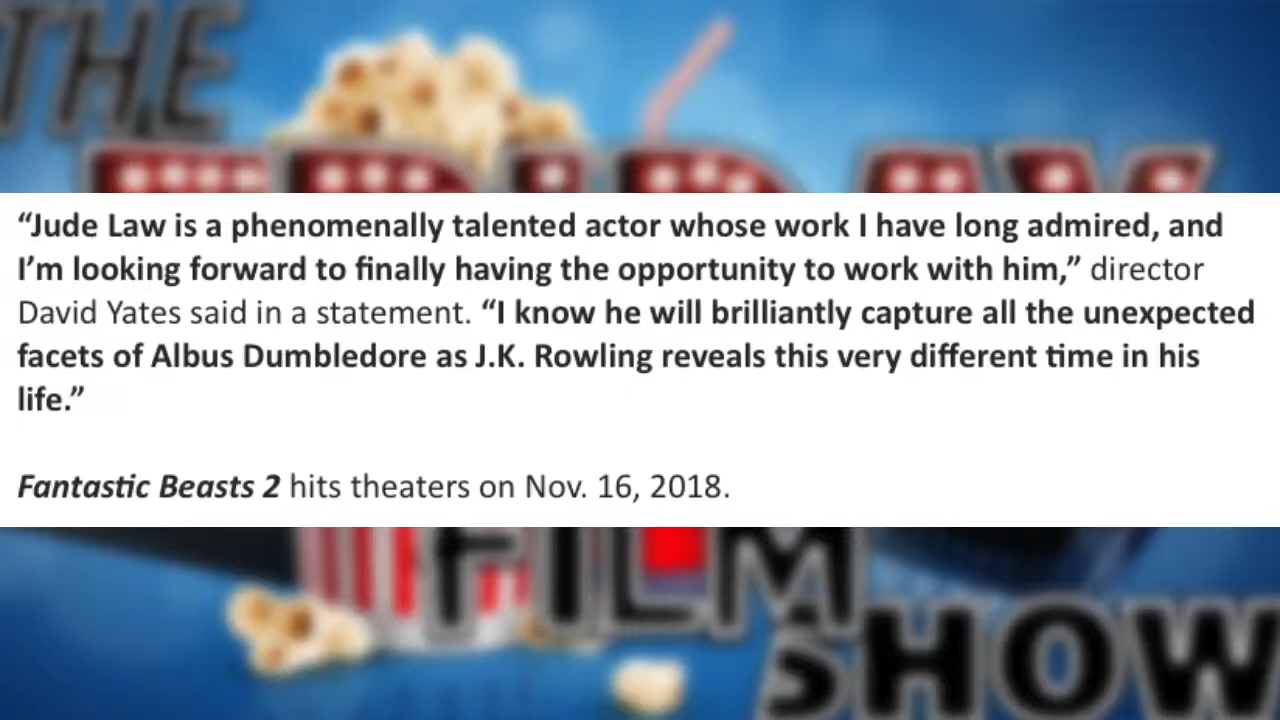 THE
“Jude Law is a phenomenally talented actor whose work I have long admired, and
I’m looking forward to finally having the opportunity to work with him,” director
David Yates said in a statement. “I know he will brilliantly capture all the unexpected
facets of Albus Dumbledore as J.K. Rowling reveals this very different time in his
life.”
Fantastic Beasts 2 hits theaters on Nov. 16, 2018.
FILM
SHOW